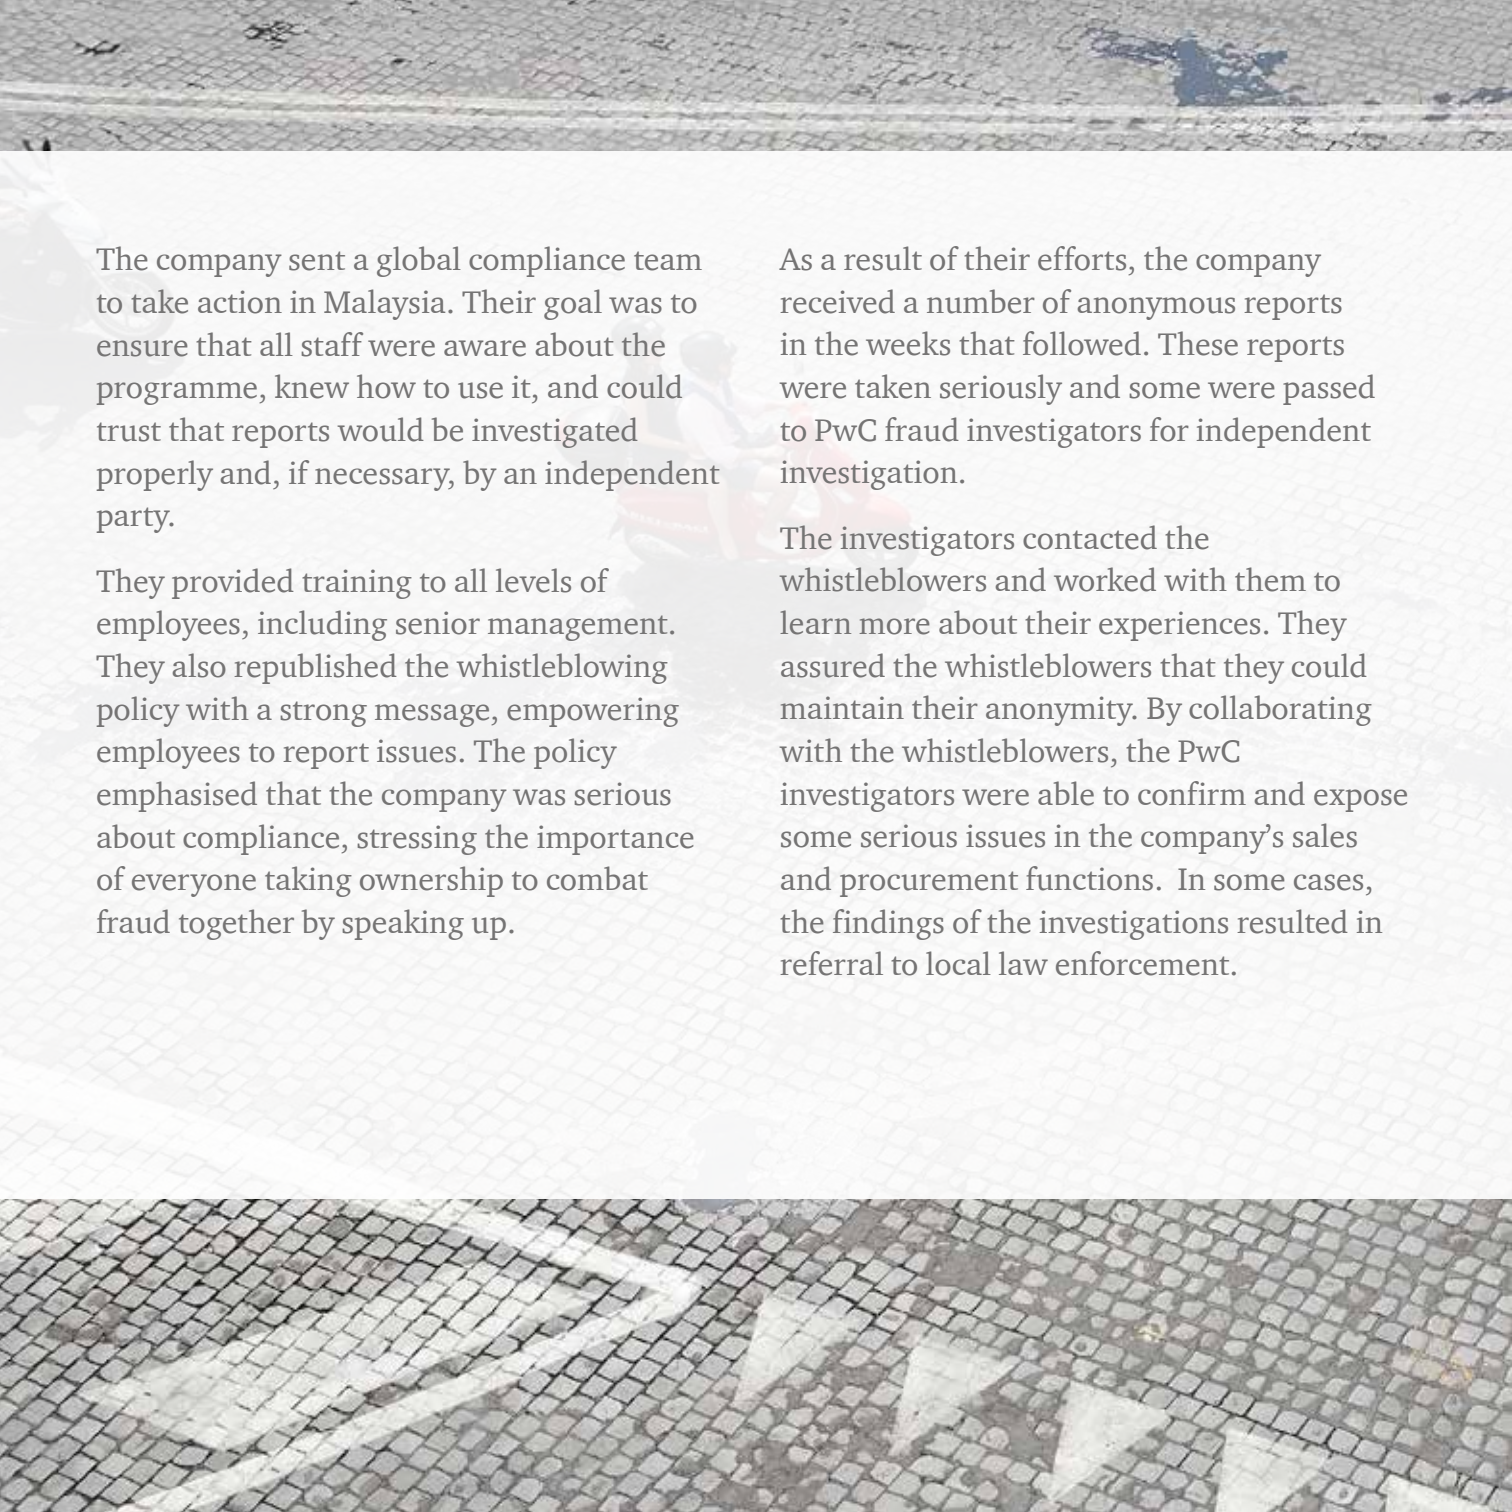 The company sent a global compliance team
to take action in Malaysia. Their goal was to
ensure that all staff were aware about the
programme, knew how to use it, and could
trust that reports would be investigated
properly and, if necessary, by an independent
party.
They provided training to all levels of
employees, including senior management.
They also republished the whistleblowing
policy with a strong message, empowering
employees to report issues. The policy
emphasised that the company was serious
about compliance, stressing the importance
of everyone taking ownership to combat
fraud together by speaking up.
As a result of their efforts, the company
received a number of anonymous reports
in the weeks that followed. These reports
were taken seriously and some were passed
to PwC fraud investigators for independent
investigation.
The investigators contacted the
whistleblowers and worked with them to
learn more about their experiences. They
assured the whistleblowers that they could
maintain their anonymity. By collaborating
with the whistleblowers, the PwC
investigators were able to confirm and expose
some serious issues in the company’s sales
and procurement functions.  In some cases,
the findings of the investigations resulted in
referral to local law enforcement.